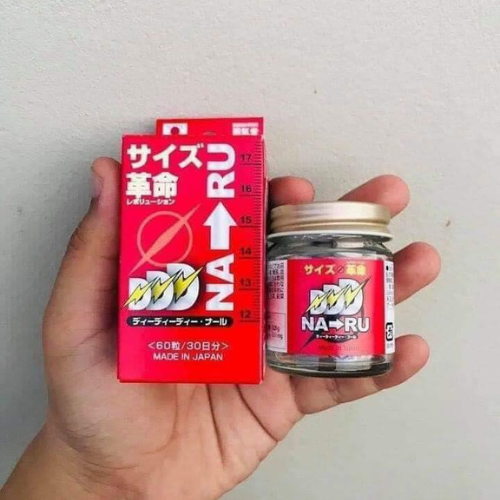 サイズ
革命
レボリューション
DDD
ディーディーディー・ナール
<60粒/30日分>
MADE IN JAPAN
NA→RU
17
16
15
14
13
12
サイズ 革命
DDD
NA→RU
ディーディーディー・ナール